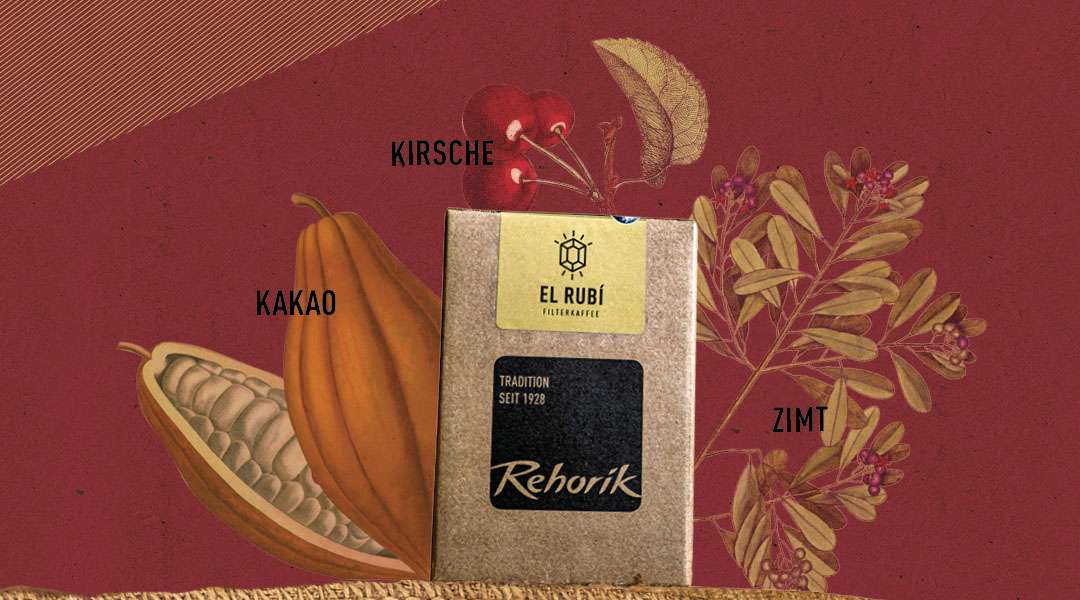 KIRSCHE
KAKAO
ZIMT
EL RUBÍ
FILTERKAFFEE
TRADITION
SEIT 1928
Rehorik